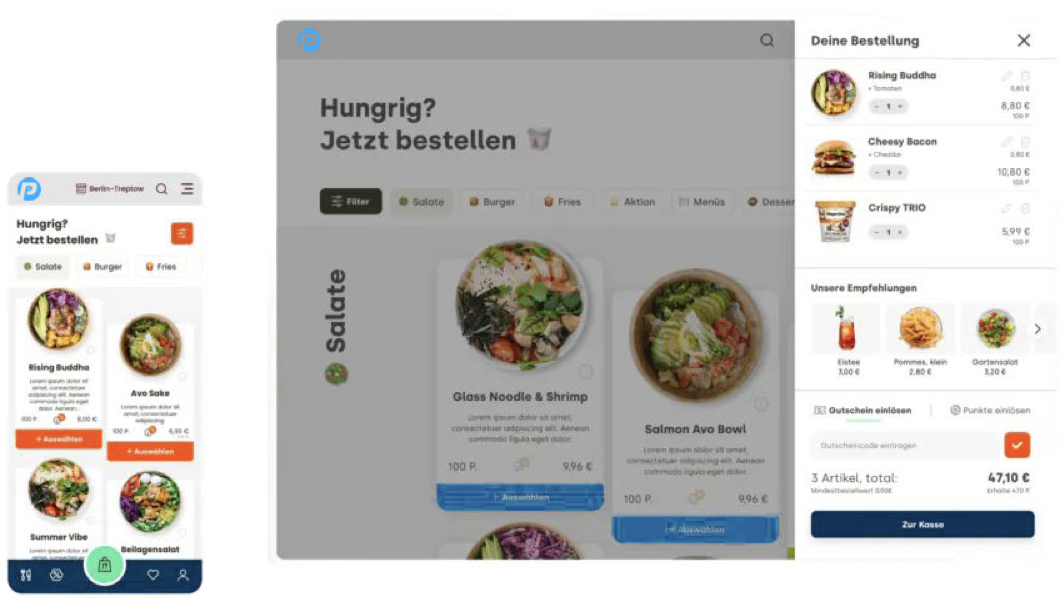 Berlin-Treptow
Hungrig?
Jetzt bestellen
Salate
Burger
Fries
Rising Buddha
Lorem ipsum dolor sit
amet, consectetuer
adipiscing elit. Aenean
commodo ligula eget
dolor. Aenean...
100 P.
8,00 €
+ Auswählen
Avo Sake
Lorem ipsum dolor sit
amet, consectetuer
adipiscing
100 P.
+ Auswählen
Summer Vibe
Lorem ipsum dolor sit
Beilagensalat
Hungrig?
Jetzt bestellen
Filter
Salate
Burger
Fries
Aktion
Menüs
Desser
Salate
Glass Noodle & Shrimp
Lorem ipsum dolor sit amet,
consectetuer adipiscing elit. Aenean
commodo ligula eget dolor.
100 P.
9,96 €
+ Auswählen
Salmon Avo Bowl
Lorem ipsum dolor sit amet,
consectetuer adipiscing elit. Aenean
commodo ligula eget dolor.
100 P.
9,96 €
+ Auswählen
Deine Bestellung
Rising Buddha
+ Tomaten
0,80 €
- 1 +
8,80 €
100 P.
Cheesy Bacon
+ Cheddar
0,80 €
- 1 +
10,80 €
100 P.
Crispy TRIO
- 1 +
5,99 €
100 P.
Unsere Empfehlungen
Eistee
3,00 €
Pommes, klein
2.80 €
Gartensalat
3,20 €
Gutschein einlösen
Punkte einlösen
Gutscheincode eintragen
3 Artikel, total:
47,10 €
Mindestbestellwert
Erhalte 470 P.
Zur Kasse